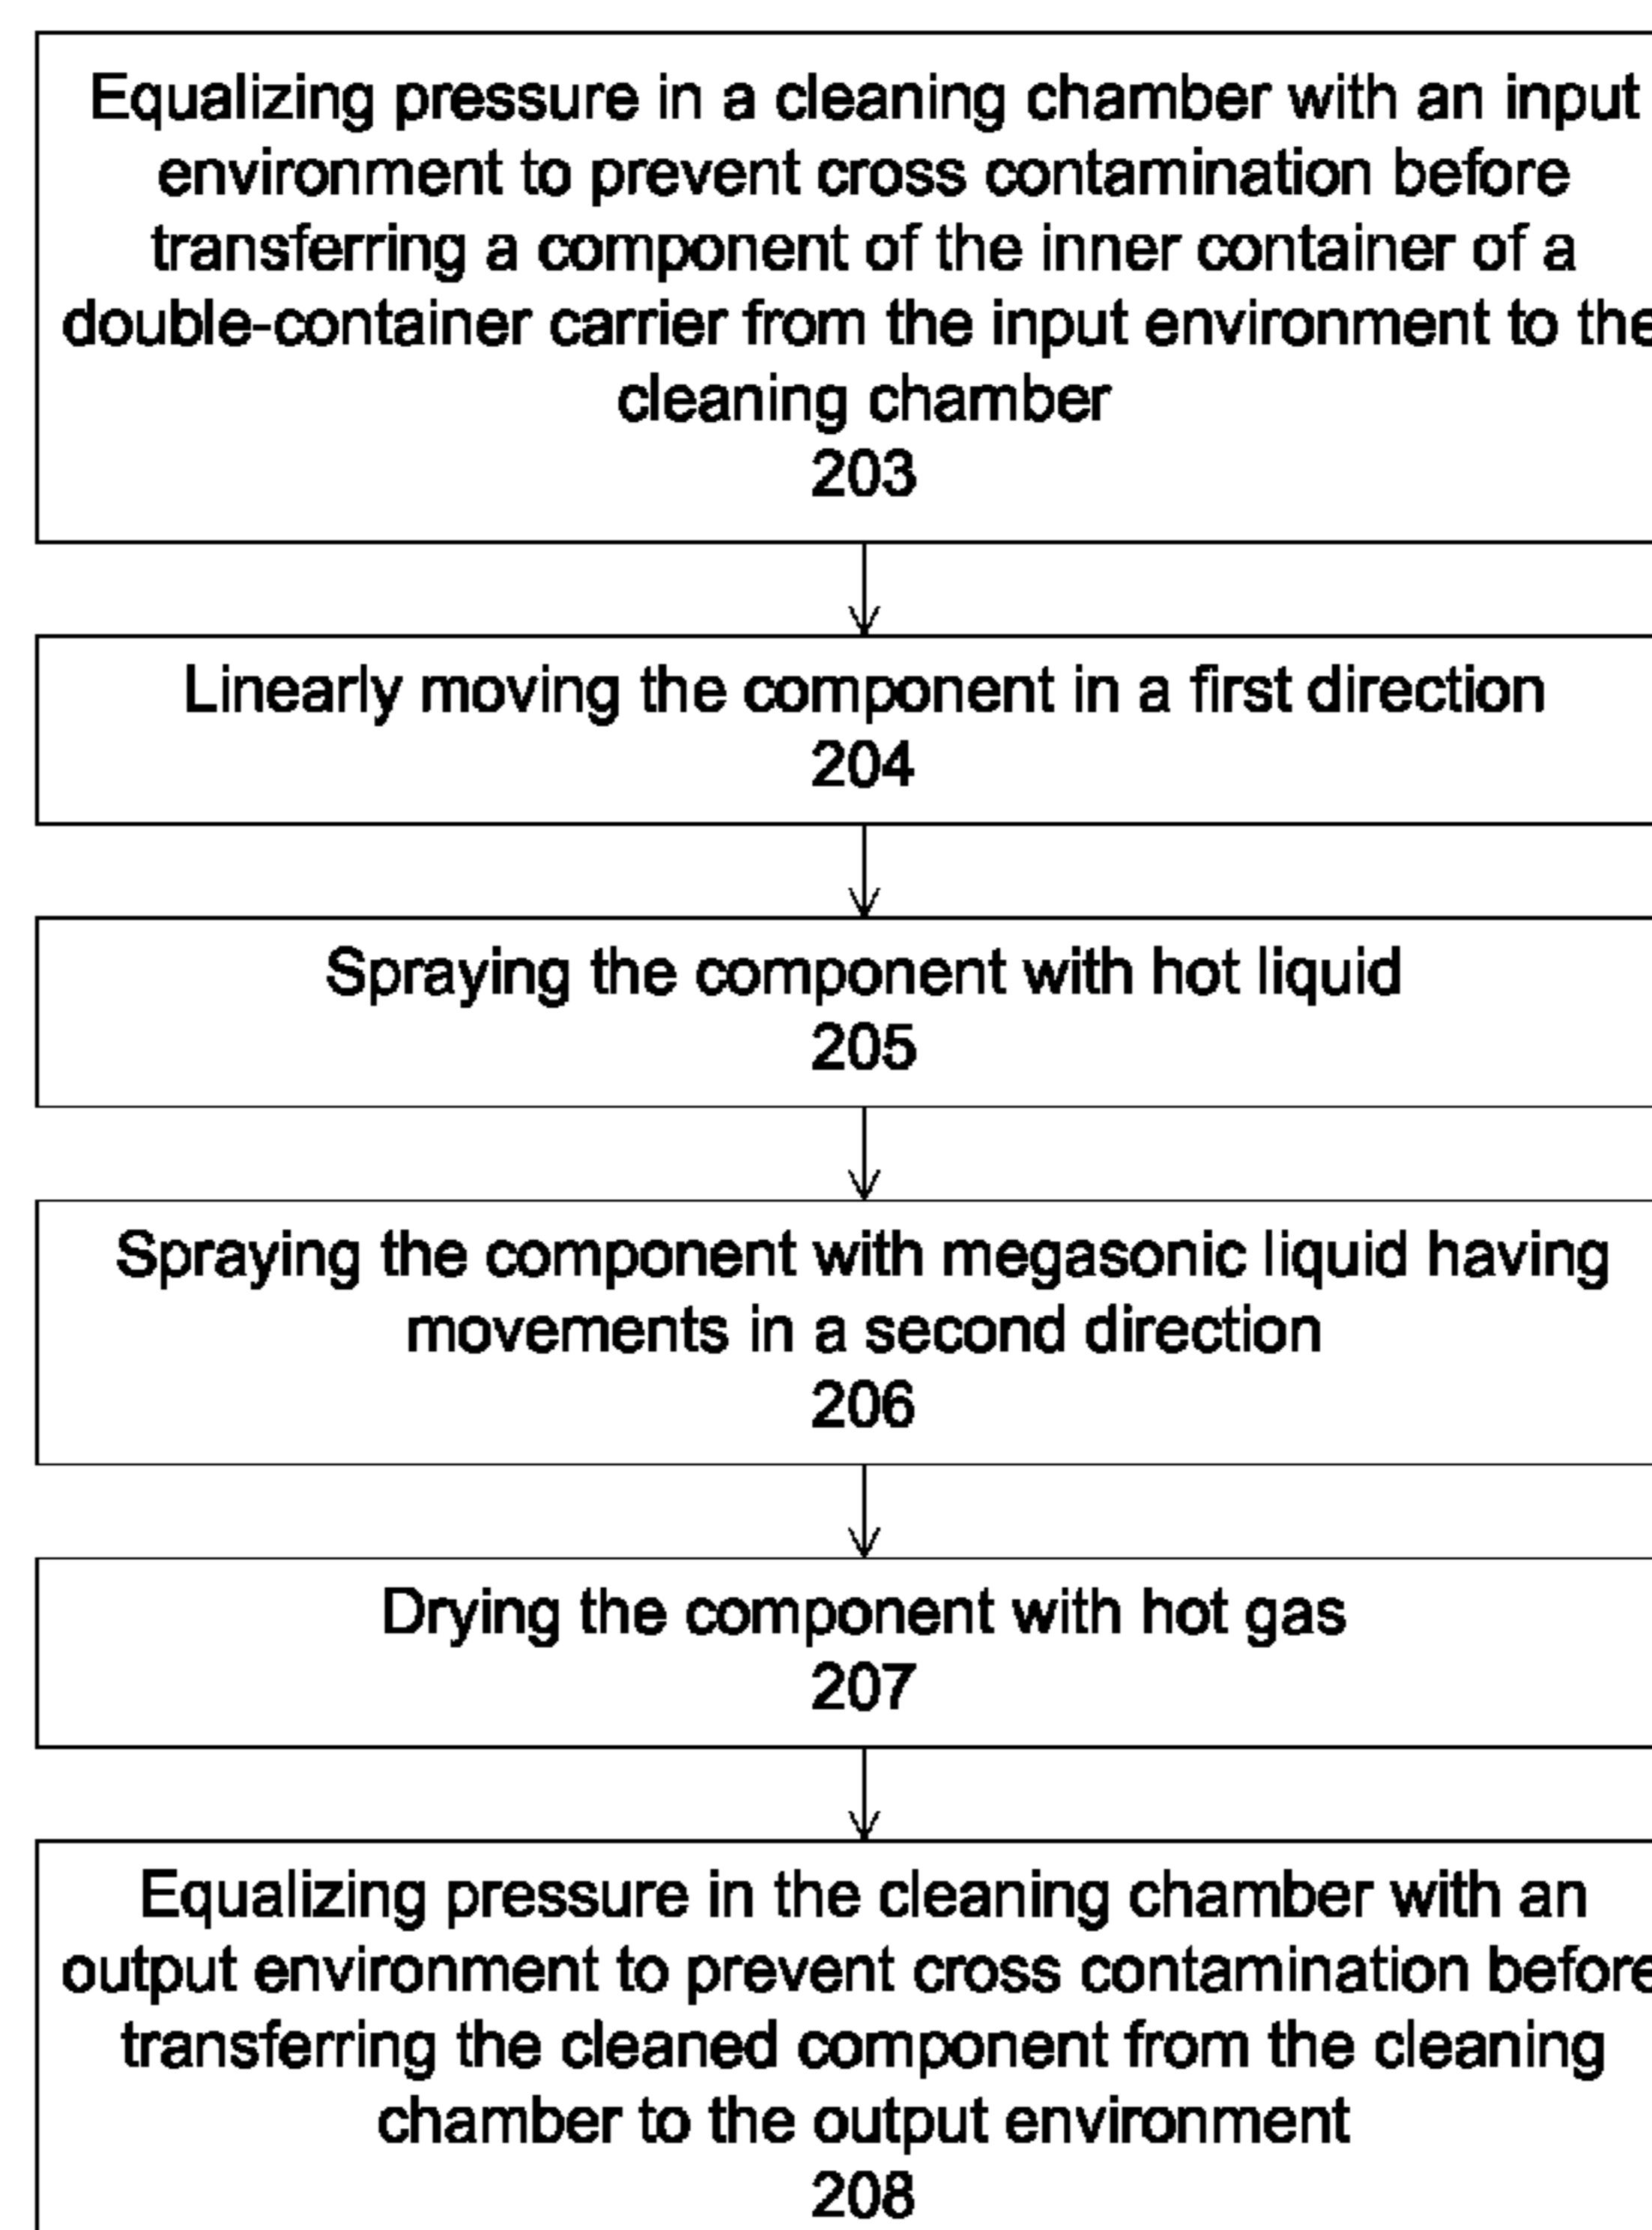 Equalizing pressure in a cleaning chamber with an input
environment to prevent cross contamination before
transferring a component of the inner container of a
double-container carrier from the input environment to the
cleaning chamber
203
Linearly moving the component in a first direction
204
Spraying the component with hot liquid
205
Spraying the component with megasonic liquid having
movements in a second direction
206
Drying the component with hot gas
207
Equalizing pressure in the cleaning chamber with an
output environment to prevent cross contamination before
transferring the cleaned component from the cleaning
chamber to the output environment
208